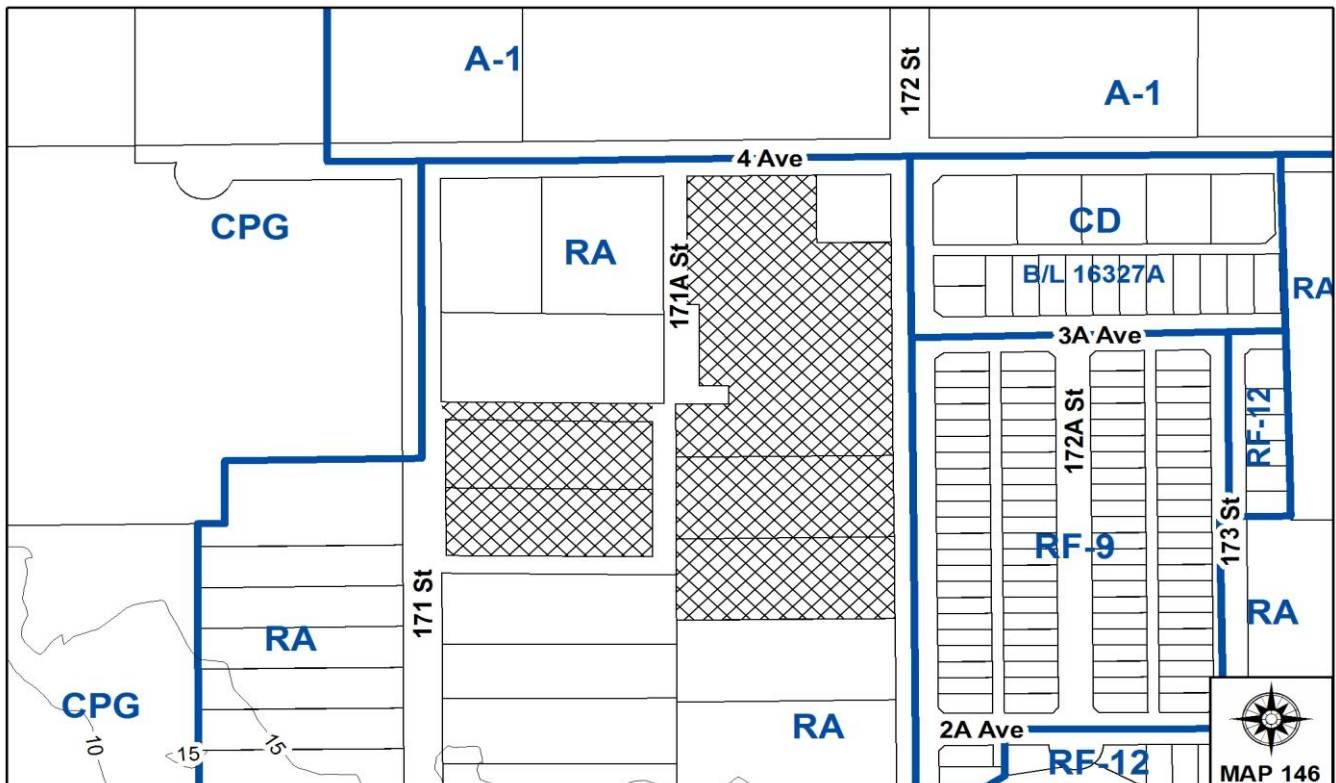 A-1
172 St
A-1
4 Ave
CPG
RA
171A St
CD
B/L 16327A
RA
3A Ave
RF-12
172A St
173 St
RF-9
171 St
RA
RA
CPG
10
15
15
RA
2A Ave
RF-12
MAP 146